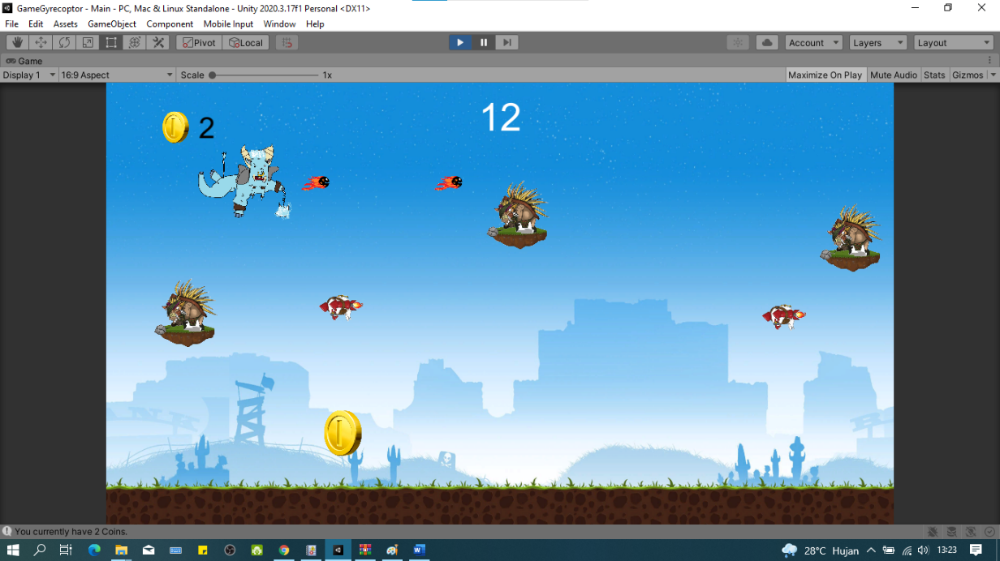 GameGyrecoptor - Main - PC, Mac & Linux Standalone - Unity 2020.3.17f1 Personal <DX11>
File Edit Assets GameObject Component Mobile Input Window Help
Pivot Local Account Layers Layout
Game
Display 1 16:9 Aspect Scale 1x Maximize On Play Mute Audio Stats Gizmos
2
12
You currently have 2 Coins.
28°C Hujan 13:23